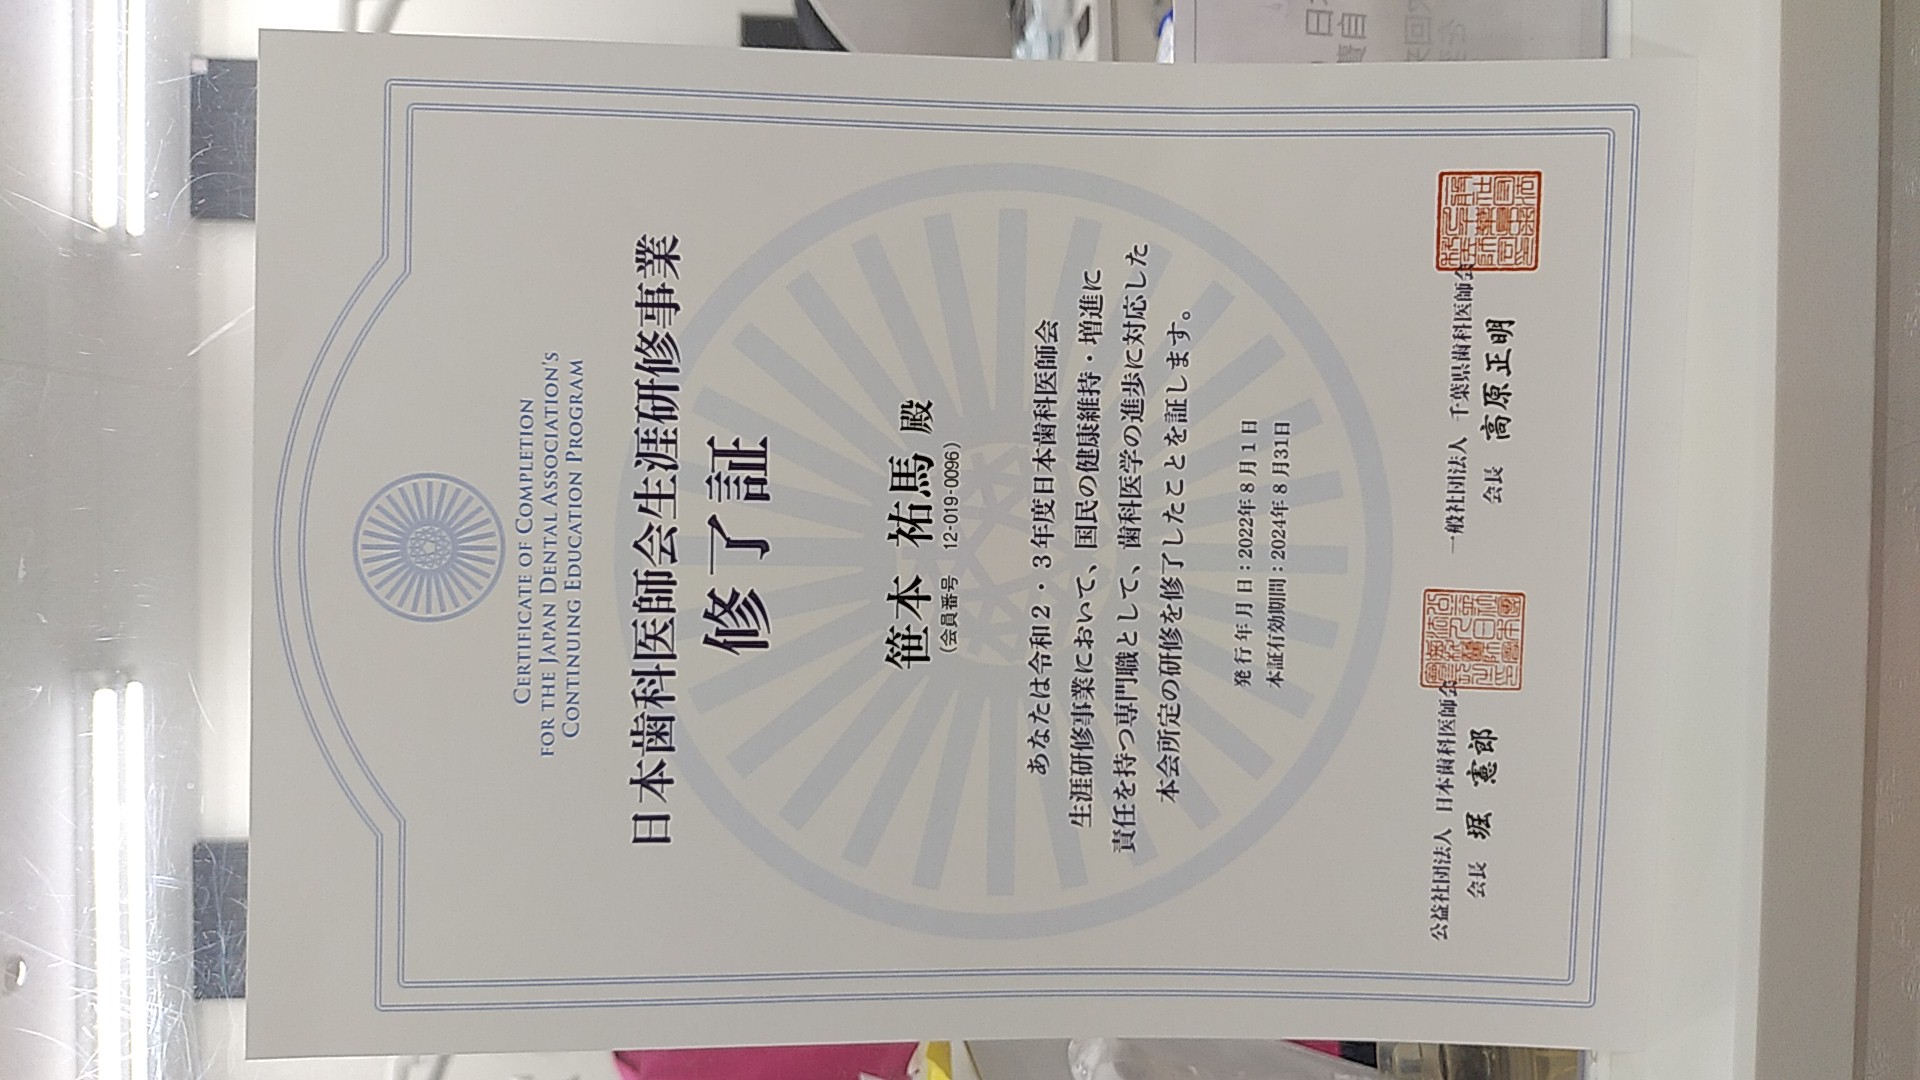 CERTIFICATE OF COMPLETION
FOR THE JAPAN DENTAL ASSOCIATION'S
CONTINUING EDUCATION PROGRAM
日本歯科医師会生涯研修事業
修了証
笹本 祐馬 殿
(会員番号 12-019-0096)
あなたは令和2・3年度日本歯科医師会
生涯研修事業において、国民の健康維持・増進に
責任を持つ専門職として、歯科医学の進歩に対応した
本会所定の研修を修了したことを証します。
発行年月日:2022年8月1日
本証有効期間:2024年8月31日
公益社団法人 日本歯科医師会
会長 堀 憲郎
一般社団法人 千葉県歯科医師会
会長 高原正明